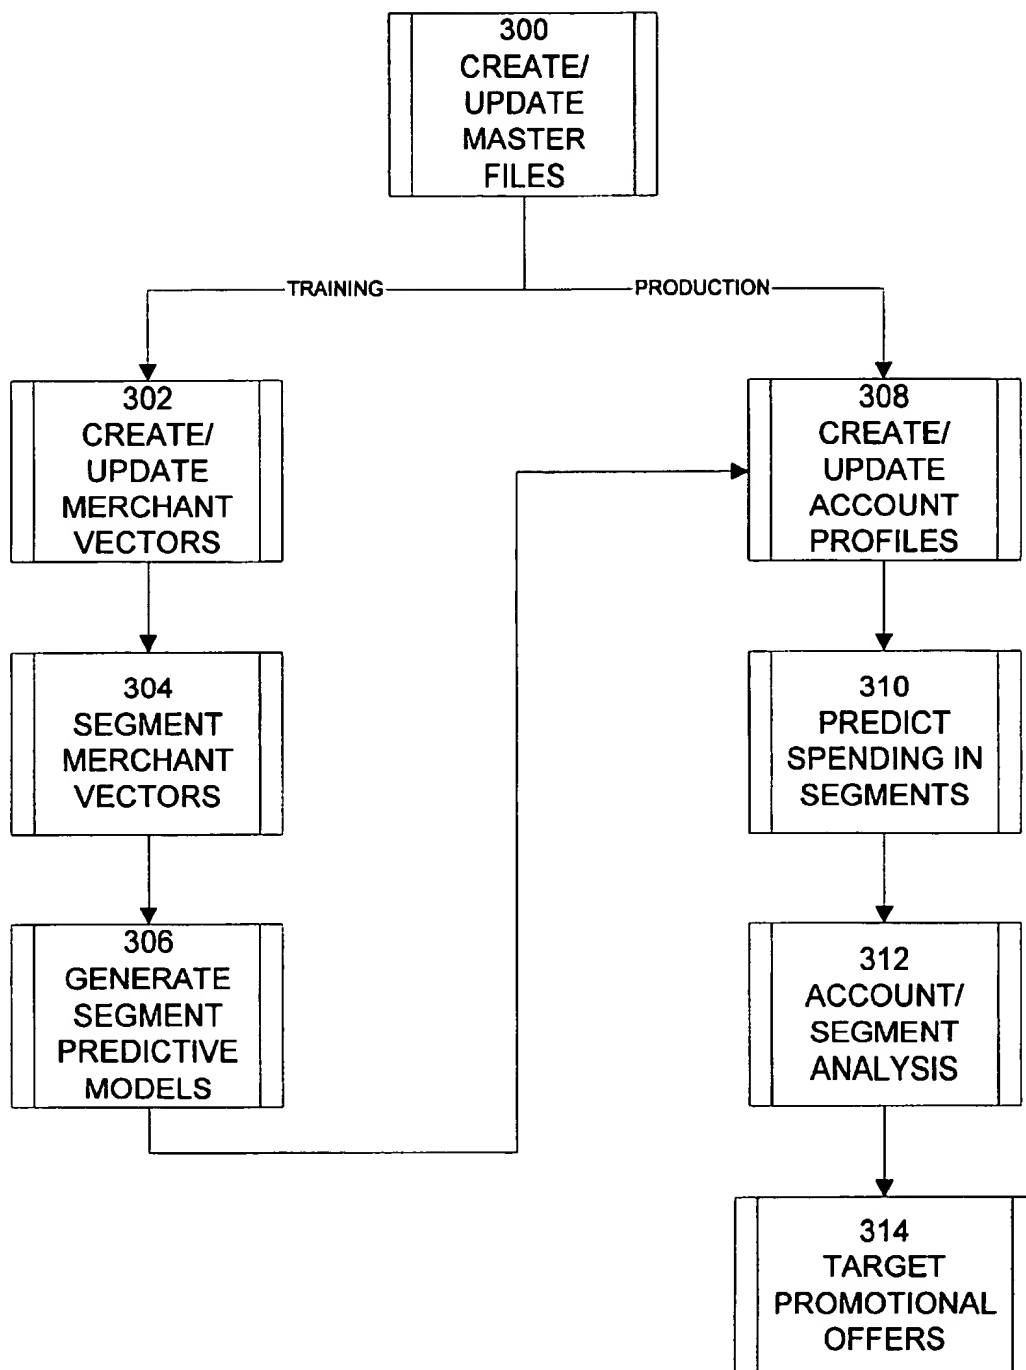 300
CREATE/
UPDATE
MASTER
FILES
TRAINING
PRODUCTION
302
CREATE/
UPDATE
MERCHANT
VECTORS
304
SEGMENT
MERCHANT
VECTORS
306
GENERATE
SEGMENT
PREDICTIVE
MODELS
308
CREATE/
UPDATE
ACCOUNT
PROFILES
310
PREDICT
SPENDING IN
SEGMENTS
312
ACCOUNT/
SEGMENT
ANALYSIS
314
TARGET
PROMOTIONAL
OFFERS